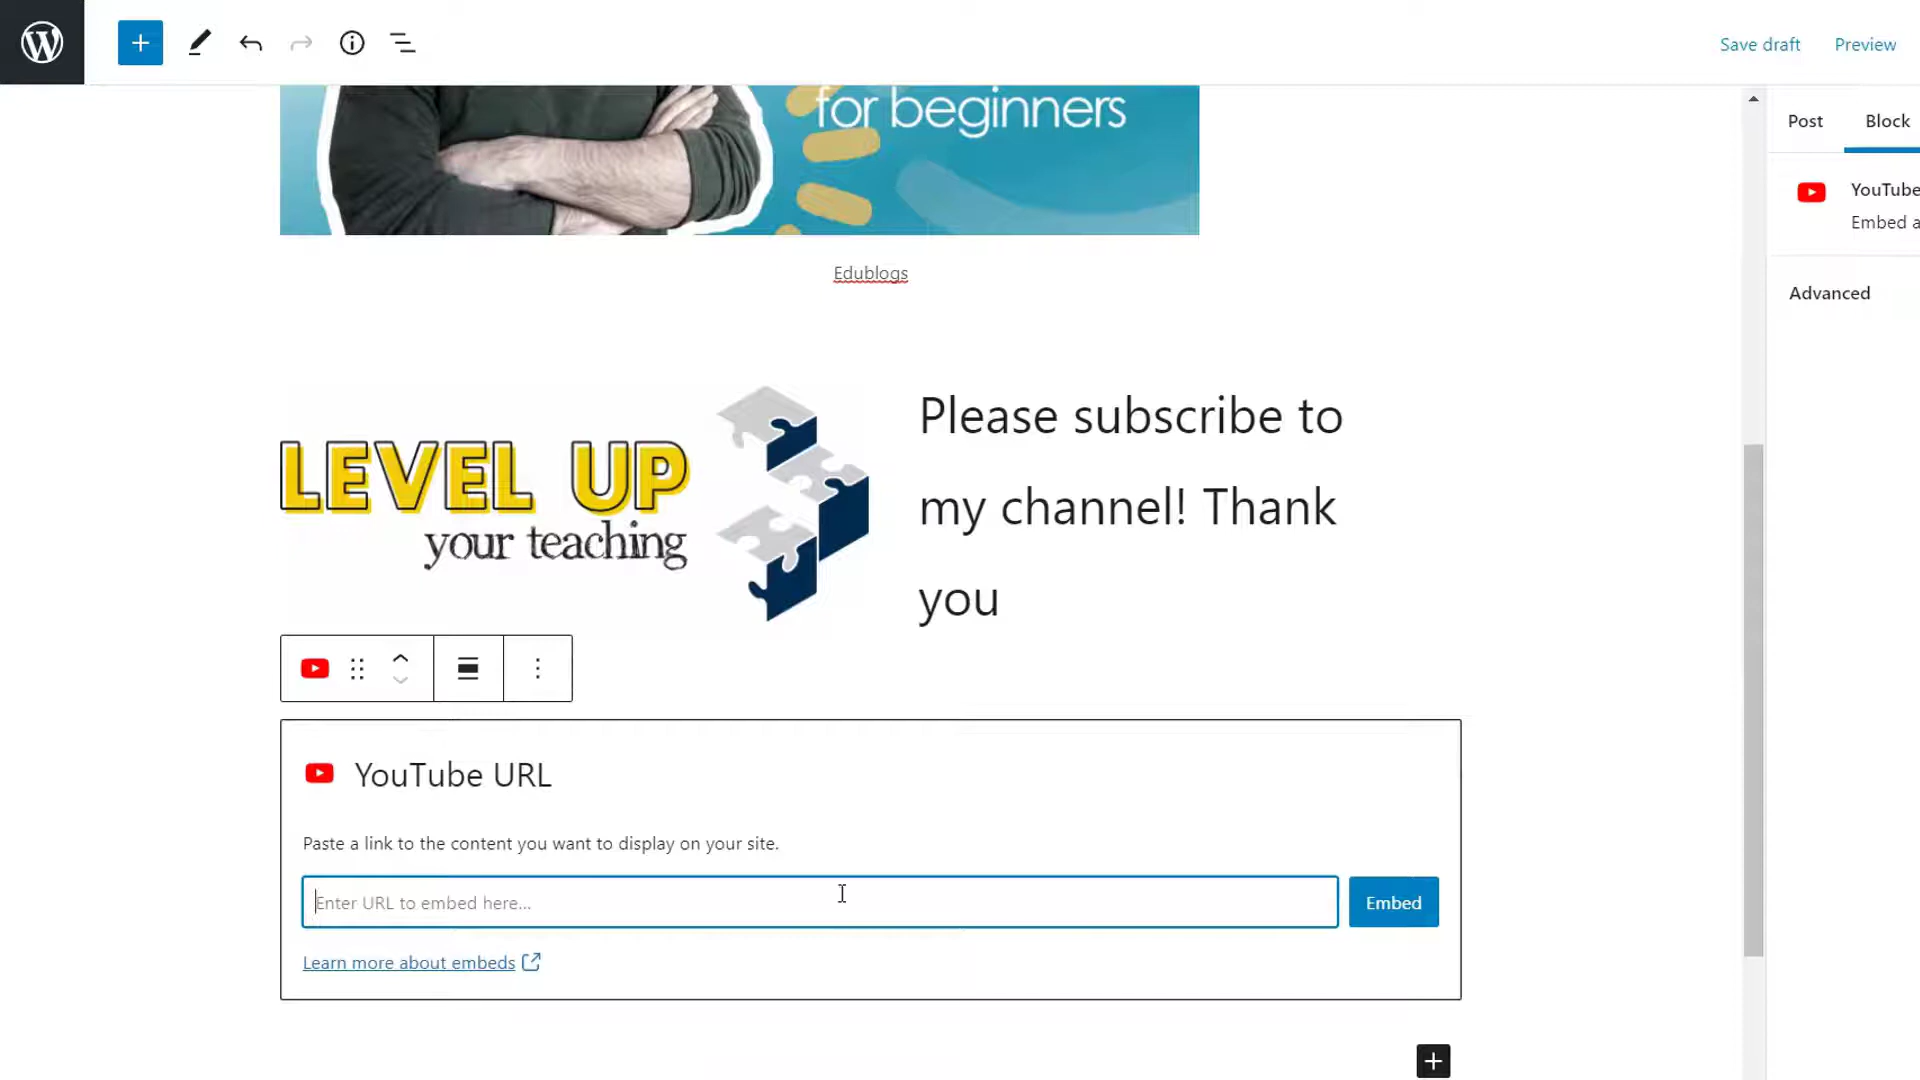 Save draft
Preview
for beginners
Post
Block
YouTube
Embed a
Edublogs
Advanced
LEVEL UP
your teaching
Please subscribe to
my channel! Thank
you
YouTube URL
Paste a link to the content you want to display on your site.
Enter URL to embed here...
Embed
Learn more about embeds